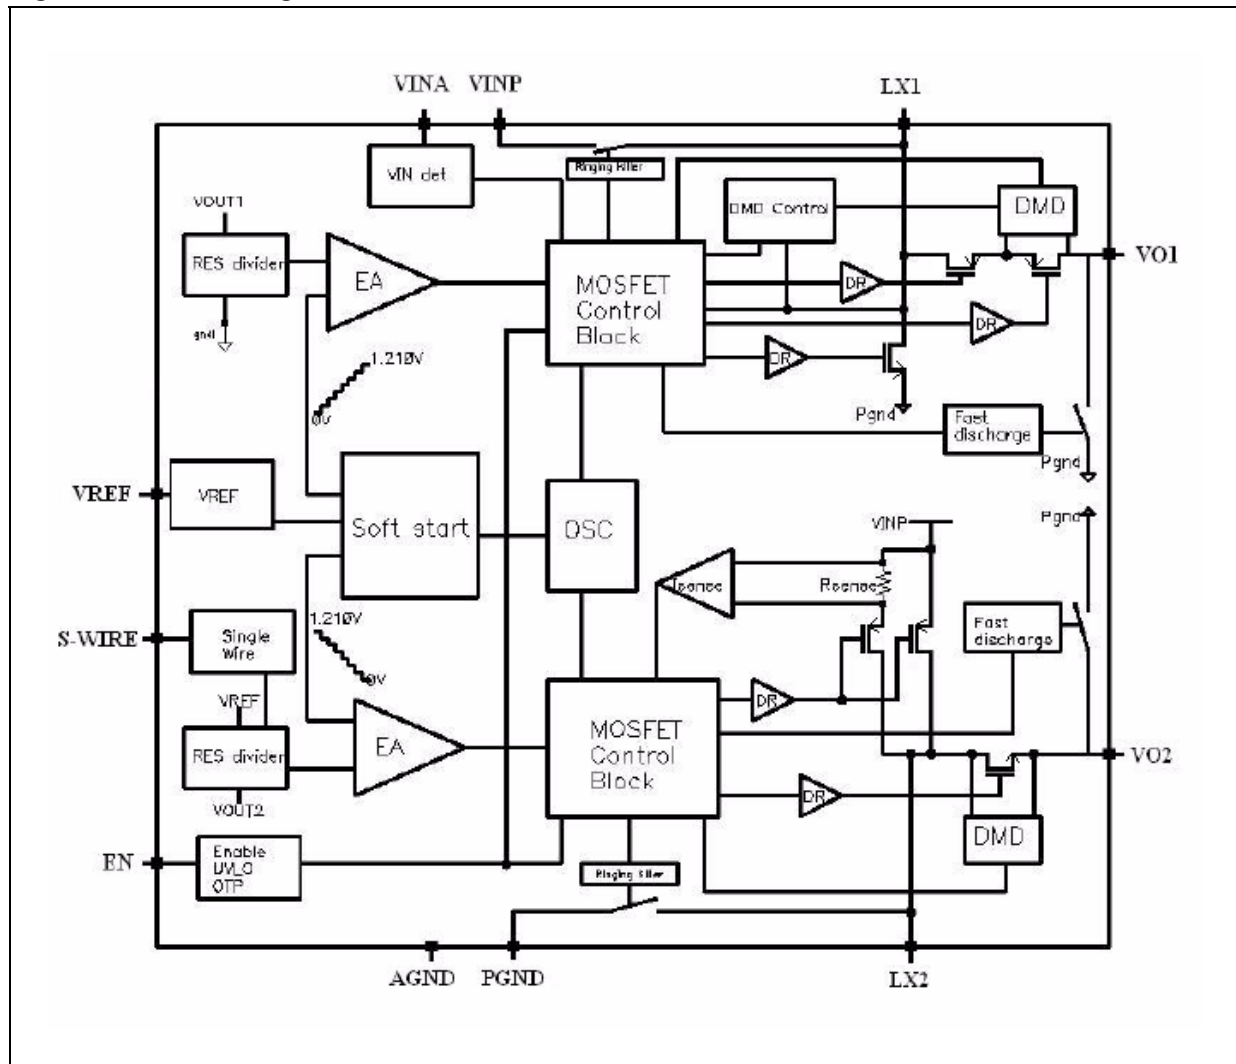 VINA
VINP
LX1
VIN det
Ringing Killer
VOUT1
DMD Control
DMD
RES divider
EA
MOSFET
Control
Block
DR
VO1
gnd
DR
DR
1.210V
0V
Pgnd
Fast
discharge
Pgnd
VREF
VREF
Soft start
OSC
VINP
Pgnd
Isense
Rsense
S-WIRE
Single
Wire
1.210V
0V
Fast
discharge
VREF
RES divider
EA
MOSFET
Control
Block
DR
VO2
VOUT2
DR
DMD
EN
Enable
UVLO
OTP
Ringing Killer
AGND
PGND
LX2